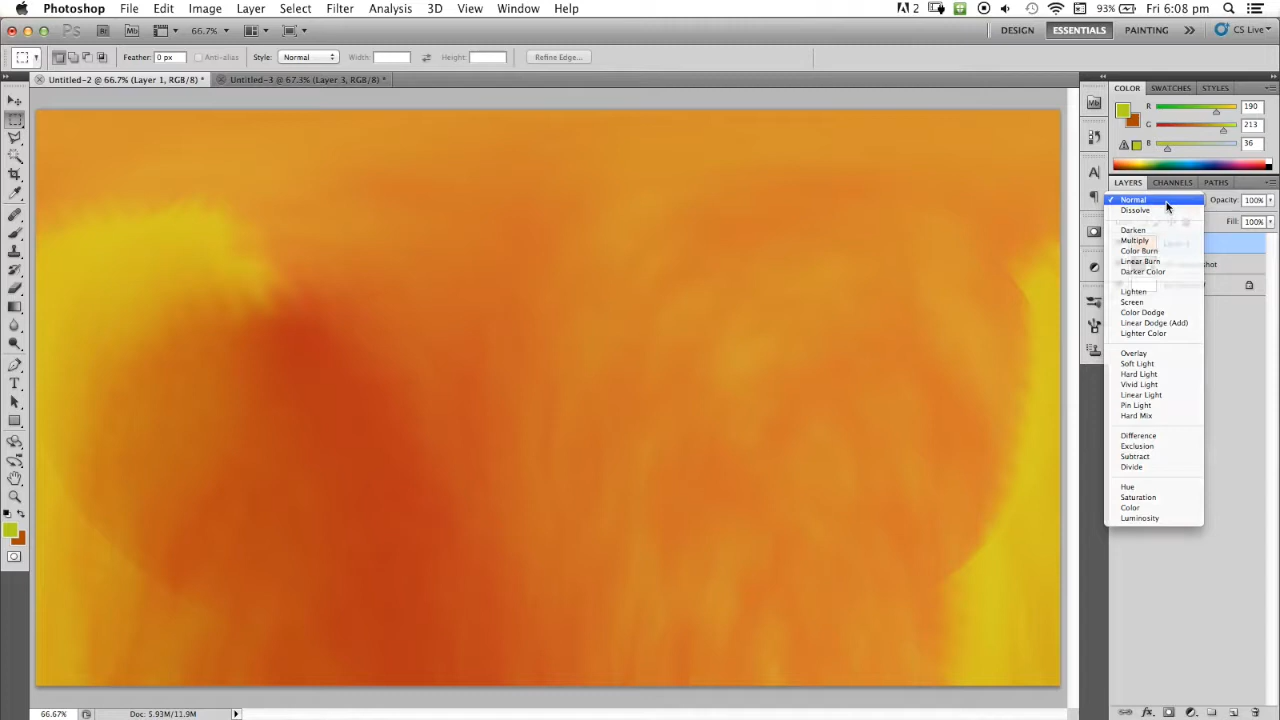 Photoshop File Edit Image Layer Select Filter Analysis 3D View Window Help 2 93% Fri 6:08 pm
Ps Br Mb 66.7% DESIGN ESSENTIALS PAINTING CS Live
Feather: 0 px Anti-alias Style: Normal Width: Height: Refine Edge...
Untitled-2 @ 66.7% (Layer 1, RGB/8) * Untitled-3 @ 67.3% (Layer 3, RGB/8) *
COLOR SWATCHES STYLES
Mb
R 190
G 213
B 36
A
LAYERS CHANNELS PATHS
✓ Normal Opacity: 100%
Dissolve
Fill: 100%
Darken
Multiply
Color Burn
Linear Burn
Darker Color
Lighten
Screen
Color Dodge
Linear Dodge (Add)
Lighter Color
Overlay
Soft Light
Hard Light
Vivid Light
Linear Light
Pin Light
Hard Mix
Difference
Exclusion
Subtract
Divide
Hue
Saturation
Color
Luminosity
66.67% Doc: 5.93M/11.9M